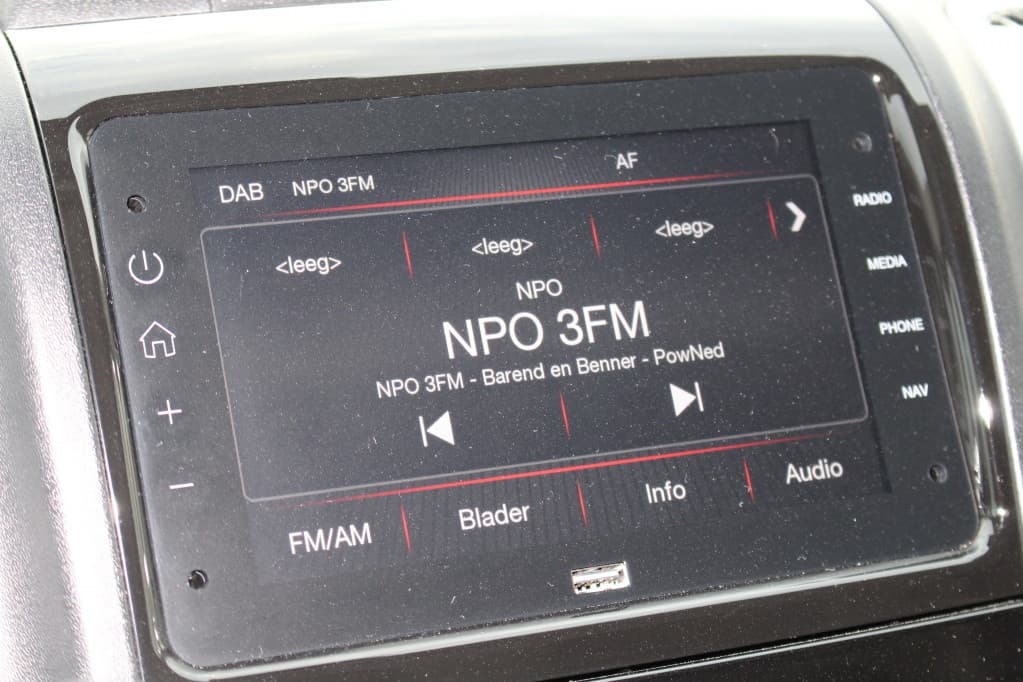 DAB NPO 3FM AF
<leeg> <leeg> <leeg>
NPO
NPO 3FM
NPO 3FM - Barend en Benner - PowNed
FM/AM Blader Info Audio
RADIO
MEDIA
PHONE
NAV